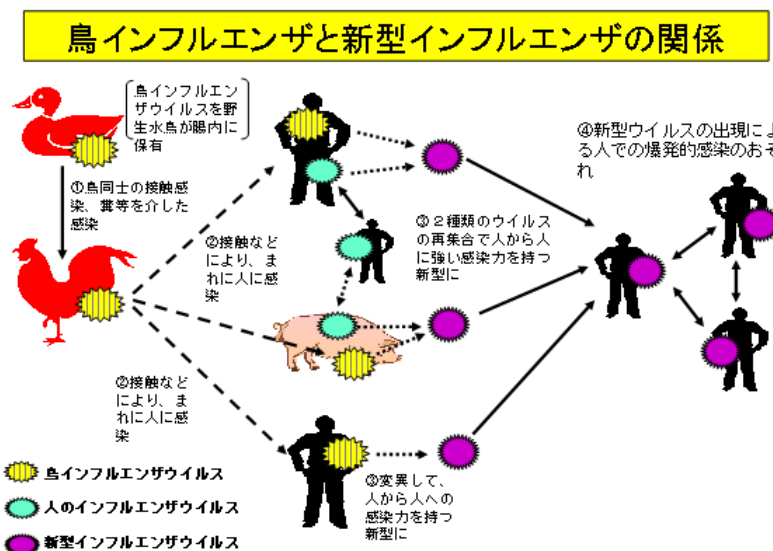 鳥インフルエンザと新型インフルエンザの関係
鳥インフルエン
ザウイルスを野
生水鳥が腸内に
保有
①鳥同士の接触感
染、糞等を介した
感染
②接触など
により、ま
れに人に感
染
②接触など
により、ま
れに人に感
染
③２種類のウイルス
の再集合で人から人
に強い感染力を持つ
新型に
③変異して、
人から人への
感染力を持つ
新型に
④新型ウイルスの出現によ
る人での爆発的感染のおそ
れ
鳥インフルエンザウイルス
人のインフルエンザウイルス
新型インフルエンザウイルス